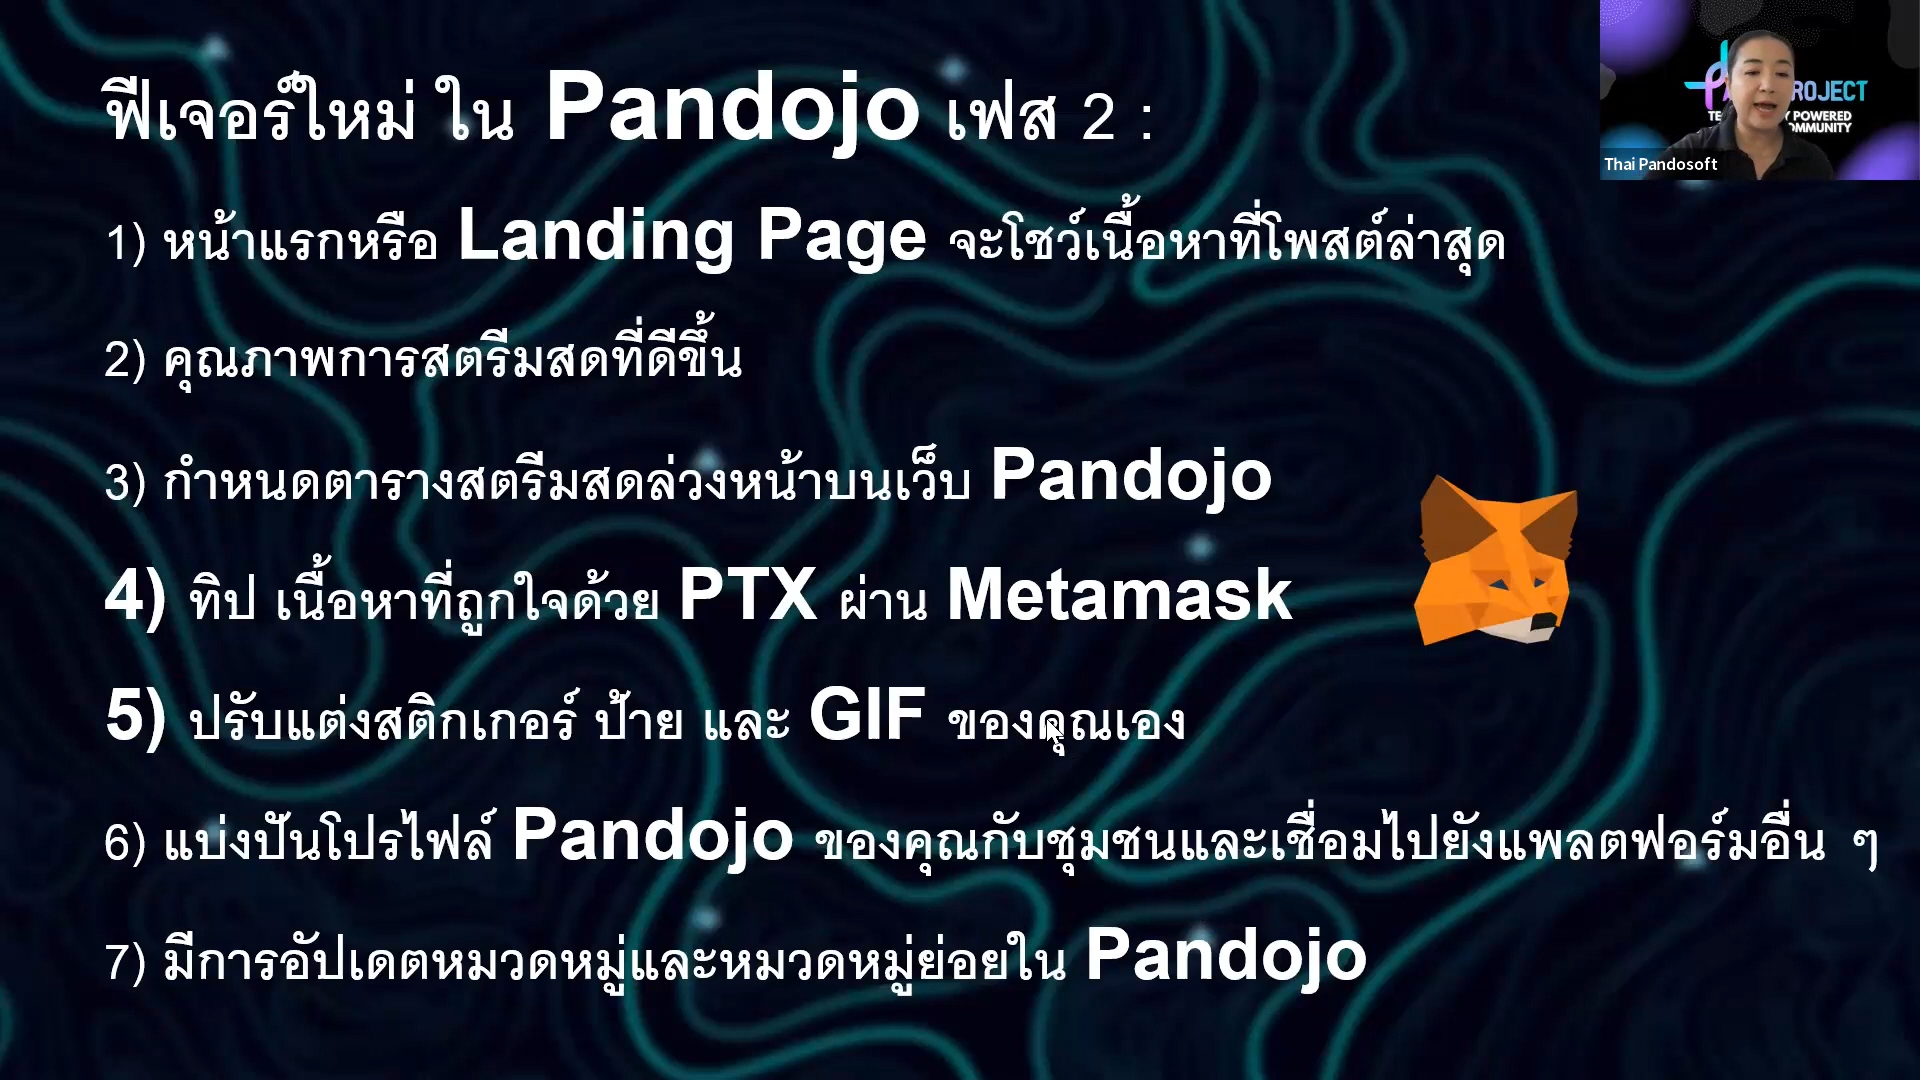 ฟีเจอร์ใหม่ ใน Pandojo เฟส 2 :
1) หน้าแรกหรือ Landing Page จะโชว์เนื้อหาที่โพสต์ล่าสุด
2) คุณภาพการสตรีมสดที่ดีขึ้น
3) กำหนดตารางสตรีมสดล่วงหน้าบนเว็บ Pandojo
4) ทิป เนื้อหาที่ถูกใจด้วย PTX ผ่าน Metamask
5) ปรับแต่งสติกเกอร์ ป้าย และ GIF ของคุณเอง
6) แบ่งปันโปรไฟล์ Pandojo ของคุณกับชุมชนและเชื่อมไปยังแพลตฟอร์มอื่น ๆ
7) มีการอัปเดตหมวดหมู่และหมวดหมู่ย่อยใน Pandojo
ROJECT
Y POWERED
Thai Pandosoft